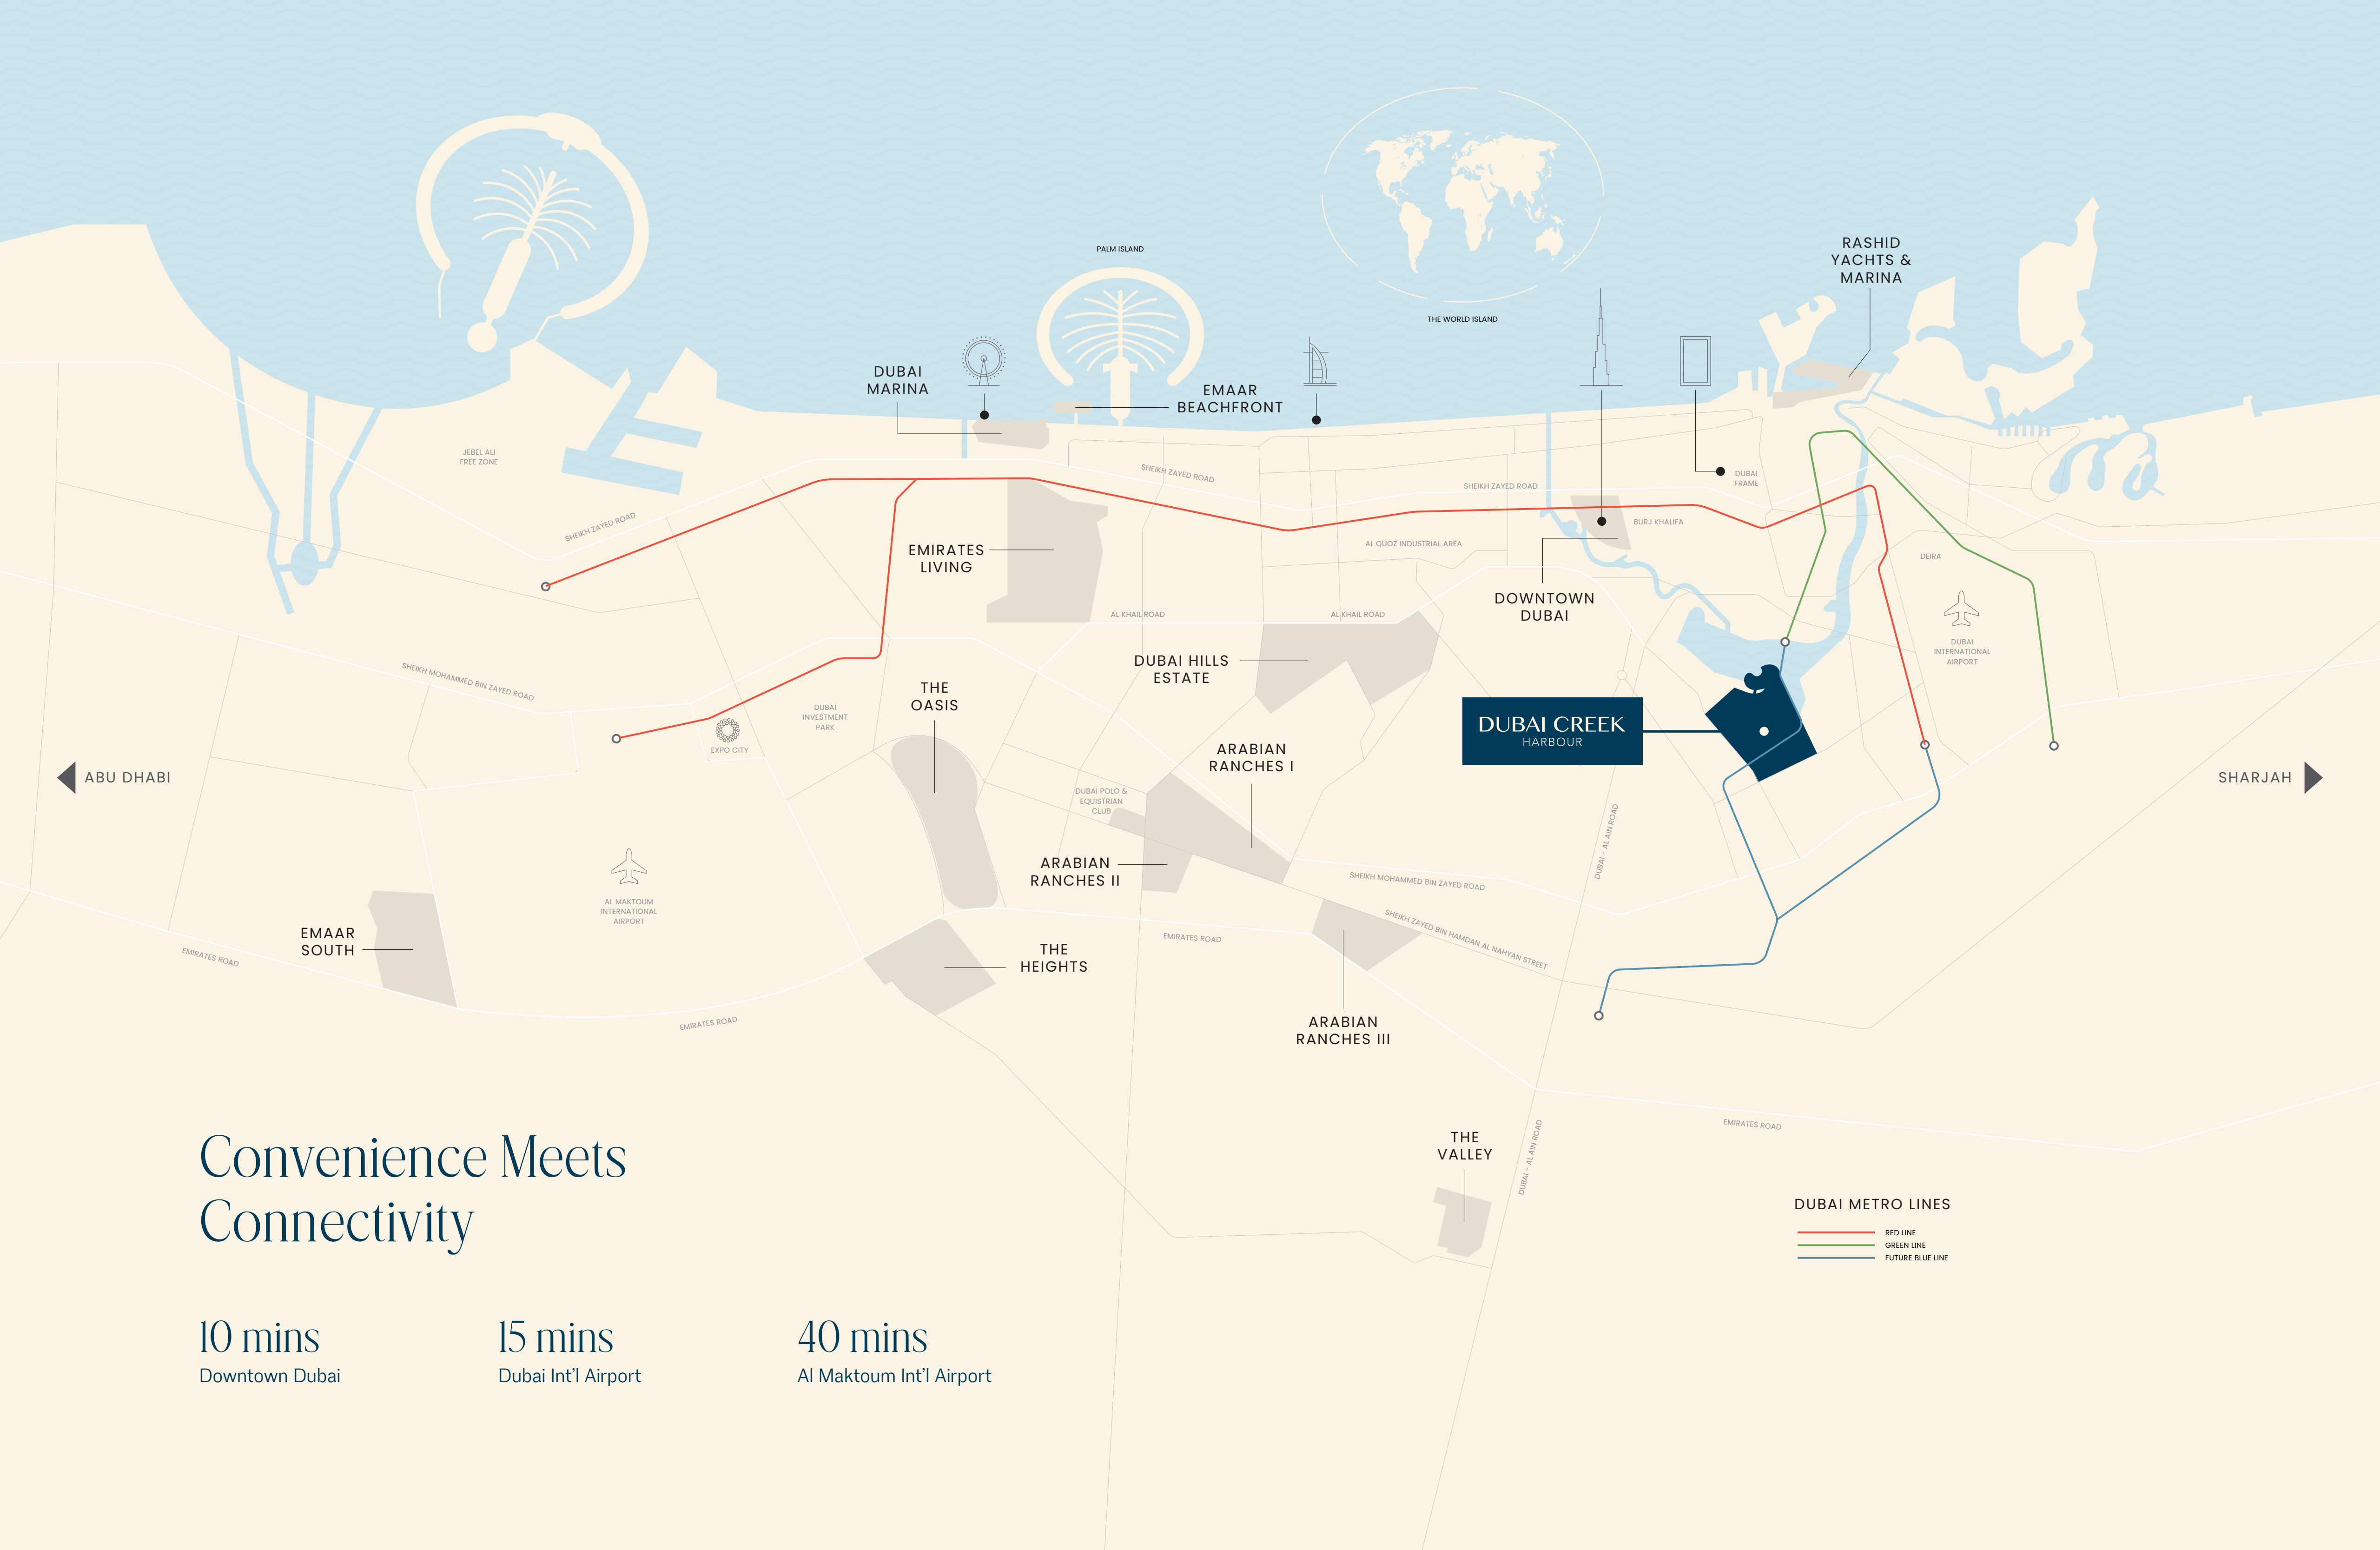 PALM ISLAND
THE WORLD ISLAND
RASHID
YACHTS &
MARINA
DUBAI
MARINA
EMAAR
BEACHFRONT
JEBEL ALI
FREE ZONE
SHEIKH ZAYED ROAD
SHEIKH ZAYED ROAD
SHEIKH ZAYED ROAD
DUBAI
FRAME
BURJ KHALIFA
AL QUOZ INDUSTRIAL AREA
DEIRA
EMIRATES
LIVING
DOWNTOWN
DUBAI
AL KHAIL ROAD
AL KHAIL ROAD
DUBAI
INTERNATIONAL
AIRPORT
DUBAI HILLS
ESTATE
SHEIKH MOHAMMED BIN ZAYED ROAD
THE
OASIS
DUBAI
INVESTMENT
PARK
EXPO CITY
DUBAI CREEK
HARBOUR
ARABIAN
RANCHES I
ABU DHABI
SHARJAH
DUBAI POLO &
EQUISTRIAN
CLUB
DUBAI - AL AIN ROAD
ARABIAN
RANCHES II
SHEIKH MOHAMMED BIN ZAYED ROAD
AL MAKTOUM
INTERNATIONAL
AIRPORT
SHEIKH ZAYED BIN HAMDAN AL NAHYAN STREET
EMAAR
SOUTH
EMIRATES ROAD
EMIRATES ROAD
THE
HEIGHTS
EMIRATES ROAD
ARABIAN
RANCHES III
EMIRATES ROAD
THE
VALLEY
DUBAI - AL AIN ROAD
Convenience Meets
Connectivity
DUBAI METRO LINES
RED LINE
GREEN LINE
FUTURE BLUE LINE
10 mins
Downtown Dubai
15 mins
Dubai Int'l Airport
40 mins
Al Maktoum Int'l Airport